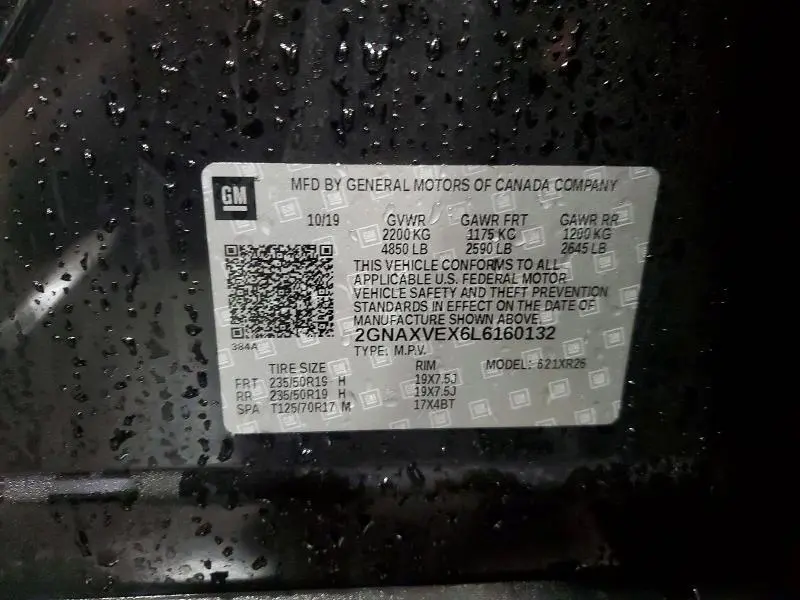 GM
MFD BY GENERAL MOTORS OF CANADA COMPANY
10/19 GVWR GAWR FRT GAWR RR
2200 KG 1175 KG 1200 KG
4850 LB 2590 LB 2645 LB
THIS VEHICLE CONFORMS TO ALL
APPLICABLE U.S. FEDERAL MOTOR
VEHICLE SAFETY AND THEFT PREVENTION
STANDARDS IN EFFECT ON THE DATE OF
MANUFACTURE SHOWN ABOVE.
384A
2GNAXVEX6L6160132
TYPE: M.P.V.
TIRE SIZE RIM MODEL: 621XR26
FRT 235/50R19 H 19X7.5J
RR 235/50R19 H 19X7.5J
SPA T125/70R17 M 17X4BT